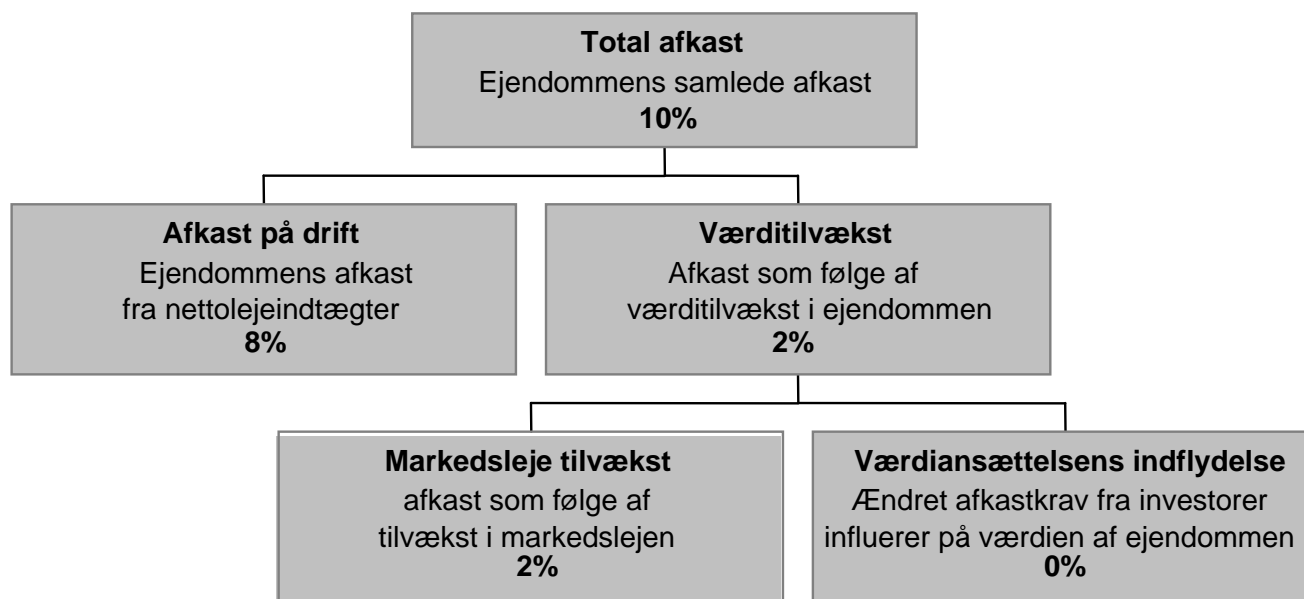 Total afkast
Ejendommens samlede afkast
10%
Afkast på drift
Ejendommens afkast
fra nettolejeindtægter
8%
Værditilvækst
Afkast som følge af
værditilvækst i ejendommen
2%
Markedsleje tilvækst
afkast som følge af
tilvækst i markedslejen
2%
Værdiansættelsens indflydelse
Ændret afkastkrav fra investorer
influerer på værdien af ejendommen
0%